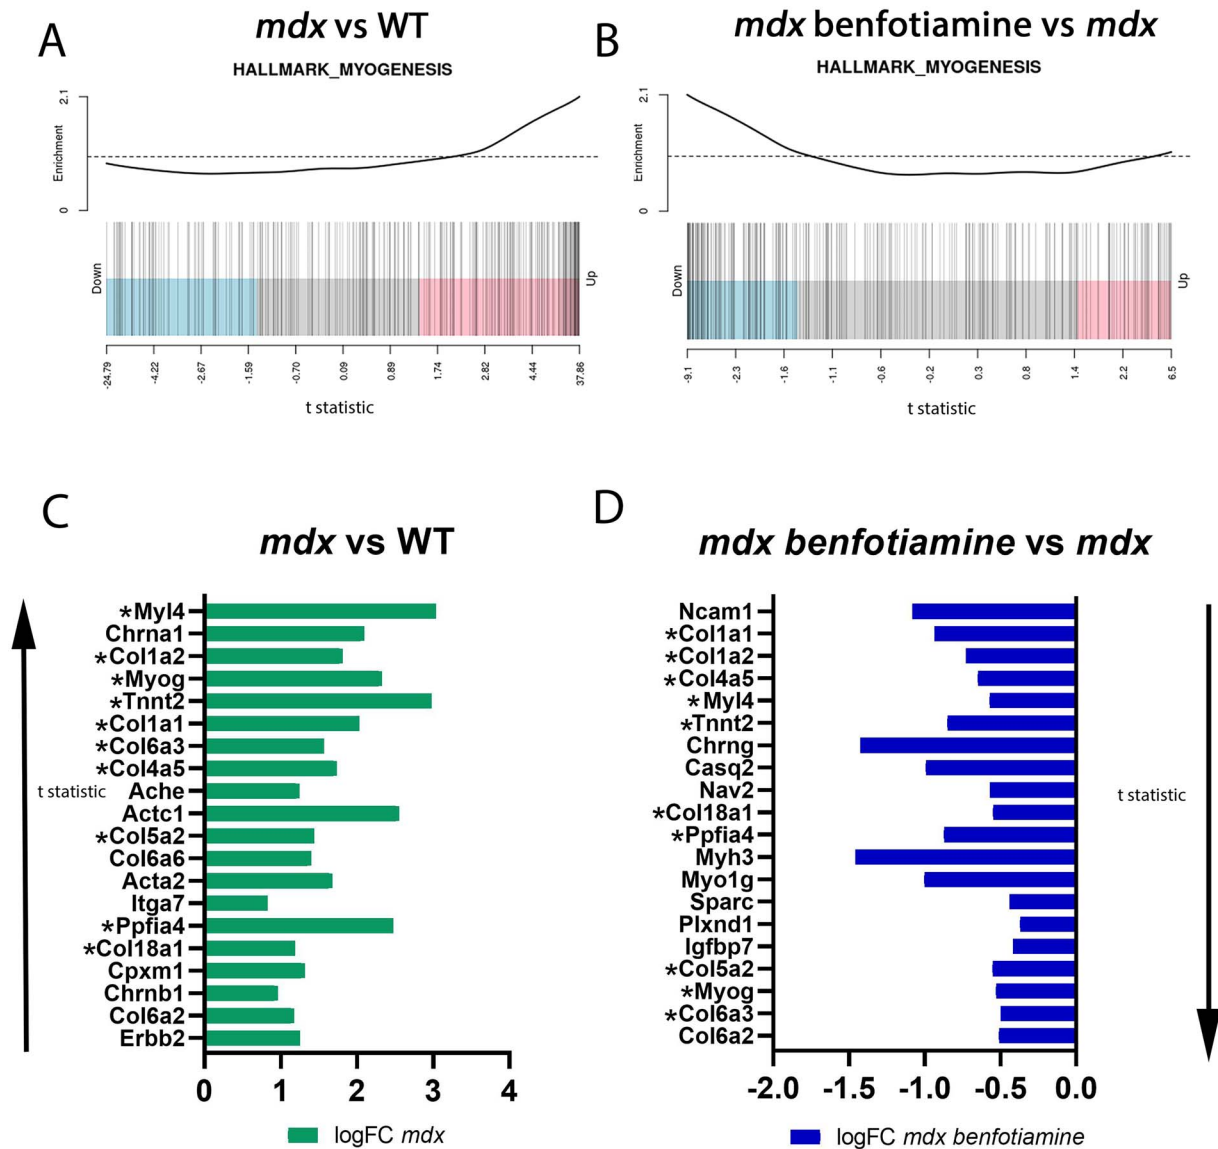 A
mdx vs WT
HALLMARK_MYOGENESIS
2.1
Enrichment
0
Down
Up
-24.79 -4.22 -2.67 -1.59 -0.70 0.09 0.89 1.74 2.82 4.44 37.86
t statistic
B
mdx benfotiamine vs mdx
HALLMARK_MYOGENESIS
2.1
Enrichment
0
Down
Up
-9.1 -2.3 -1.6 -1.1 -0.6 -0.2 0.3 0.8 1.4 2.2 6.5
t statistic
C
mdx vs WT
t statistic
*Myl4
Chrna1
*Col1a2
*Myog
*Tnnt2
*Col1a1
*Col6a3
*Col4a5
Ache
Actc1
*Col5a2
Col6a6
Acta2
Itga7
*Ppfia4
*Col18a1
Cpxm1
Chrnb1
Col6a2
Erbb2
0 1 2 3 4
logFC mdx
D
mdx benfotiamine vs mdx
Ncam1
*Col1a1
*Col1a2
*Col4a5
*Myl4
*Tnnt2
Chrng
Casq2
Nav2
*Col18a1
*Ppfia4
Myh3
Myo1g
Sparc
Plxnd1
Igfbp7
*Col5a2
*Myog
*Col6a3
Col6a2
t statistic
-2.0 -1.5 -1.0 -0.5 0.0
logFC mdx benfotiamine